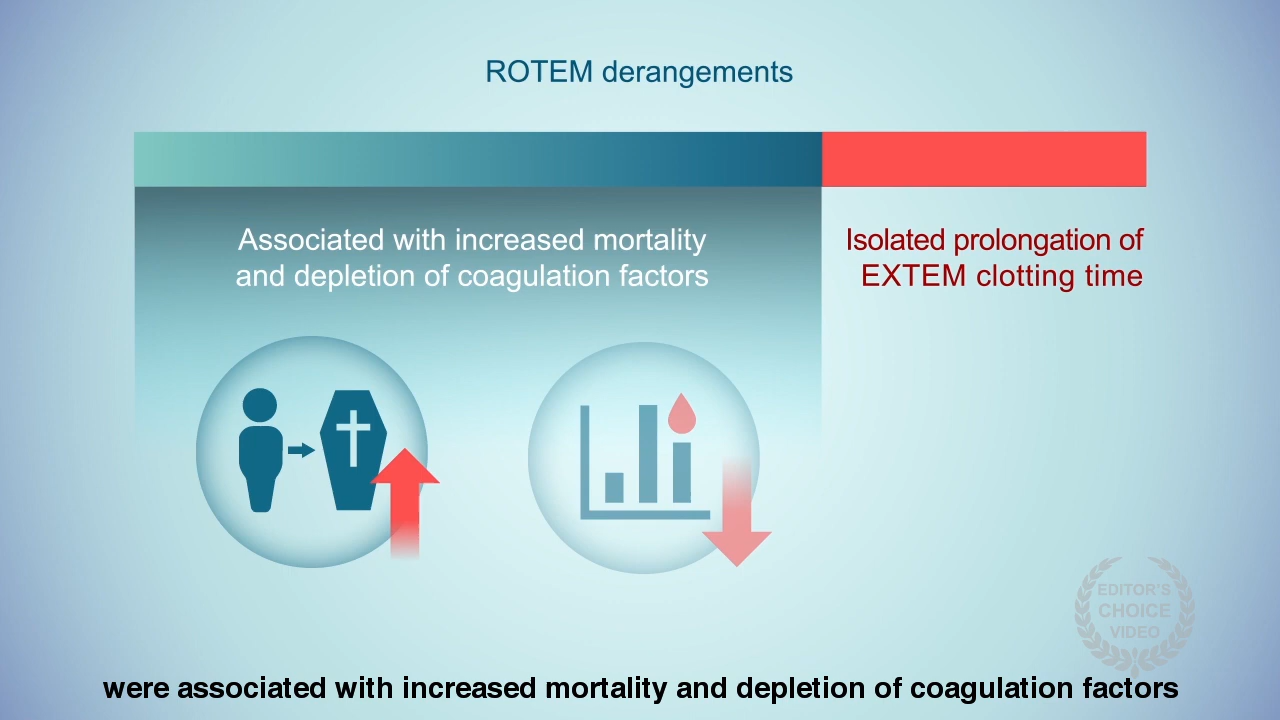 ROTEM derangements
Associated with increased mortality
and depletion of coagulation factors
Isolated prolongation of
EXTEM clotting time
EDITOR'S
CHOICE
VIDEO
were associated with increased mortality and depletion of coagulation factors